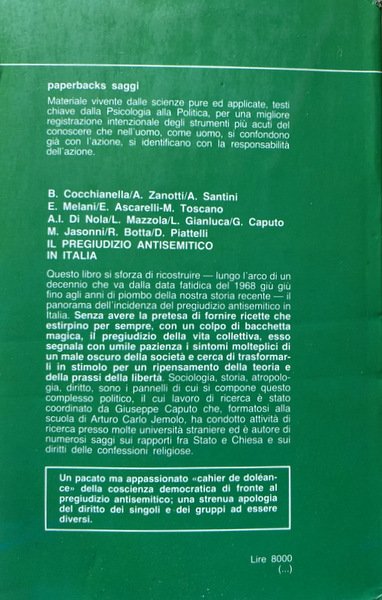 paperbacks saggi
Materiale vivente dalle scienze pure ed applicate, testi
chiave dalla Psicologia alla Politica, per una migliore
registrazione intenzionale degli strumenti più acuti del
conoscere che nell'uomo, come uomo, si confondono
già con l'azione, si identificano con la responsabilità
dell'azione.
B. Cocchianella/A. Zanotti/A. Santini
E. Melani/E. Ascarelli-M. Toscano
A.I. Di Nola/L. Mazzola/L. Gianluca/G. Caputo
M. Jasonni/R. Botta/D. Piattelli
IL PREGIUDIZIO ANTISEMITICO
IN ITALIA
Questo libro si sforza di ricostruire — lungo l'arco di un
decennio che va dalla data fatidica del 1968 giù giù
fino agli anni di piombo della nostra storia recente — il
panorama dell'incidenza del pregiudizio antisemitico in
Italia. Senza avere la pretesa di fornire ricette che
estirpino per sempre, con un colpo di bacchetta
magica, il pregiudizio della vita collettiva, esso
segnala con umile pazienza i sintomi molteplici di
un male oscuro della società e cerca di trasformar-
li in stimolo per un ripensamento della teoria e
della prassi della libertà. Sociologia, storia, atropolo-
gia, diritto, sono i pannelli di cui si compone questo
complesso politico, il cui lavoro di ricerca è stato
coordinato da Giuseppe Caputo che, formatosi alla
scuola di Arturo Carlo Jemolo, ha condotto attività di
ricerca presso molte università straniere ed è autore di
numerosi saggi sui rapporti fra Stato e Chiesa e sui
diritti delle confessioni religiose.
Un pacato ma appassionato «cahier de doléan-
ce» della coscienza democratica di fronte al
pregiudizio antisemitico; una strenua apologia
del diritto dei singoli e dei gruppi ad essere
diversi.
Lire 8000
(...)